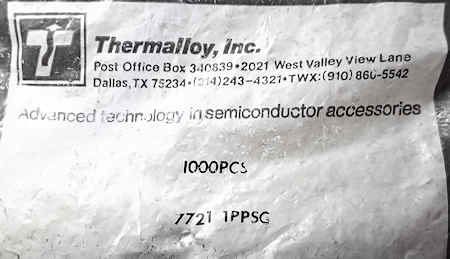 Thermalloy, Inc.
Post Office Box 340839•2021 West Valley View Lane
Dallas, TX 75234•(214)243-4321•TWX:(910) 860-5542
Advanced technology in semiconductor accessories
1000PCS
7721 1PPSG